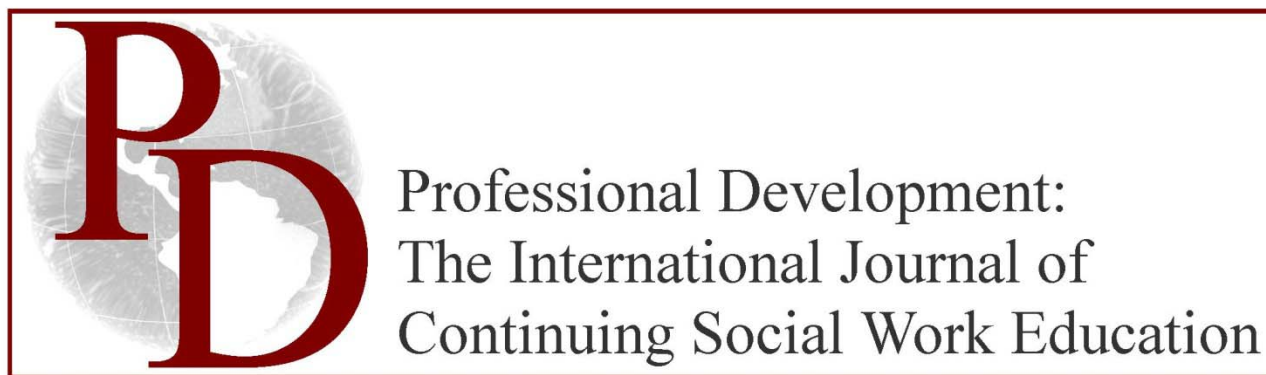 PD
Professional Development:
The International Journal of
Continuing Social Work Education